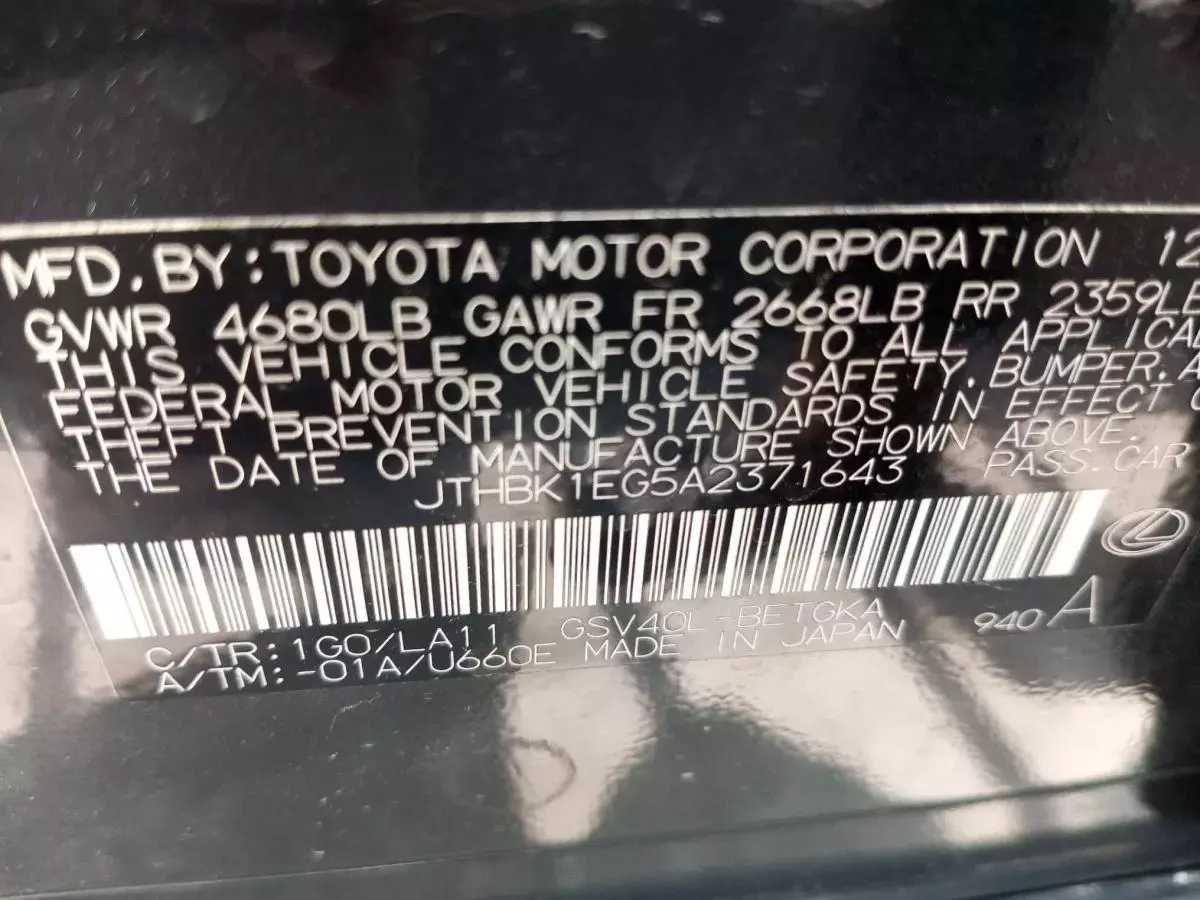 MFD. BY: TOYOTA MOTOR CORPORATION 12
GVWR 4680LB GAWR FR 2668LB RR 2359LB
THIS VEHICLE CONFORMS TO ALL APPLICAB
FEDERAL MOTOR VEHICLE SAFETY, BUMPER, A
THEFT PREVENTION STANDARDS IN EFFECT O
THE DATE OF MANUFACTURE SHOWN ABOVE.
JTHBK1EG5A2371643 PASS. CAR
C/TR: 1G0/LA11 GSV40L-BETGKA
A/TM: -01A/U660E MADE IN JAPAN 940 A